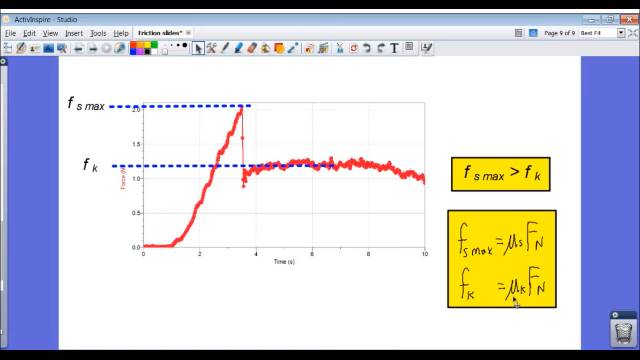 ActivInspire - Studio
File Edit View Insert Tools Help Friction slides* Page 9 of 9 Best Fit
f s max
f k
Force (N)
2.0
1.5
1.0
0.5
0.0
0 2 4 6 8 10
Time (s)
f s max > f k
f s max = μs FN
f k = μk FN